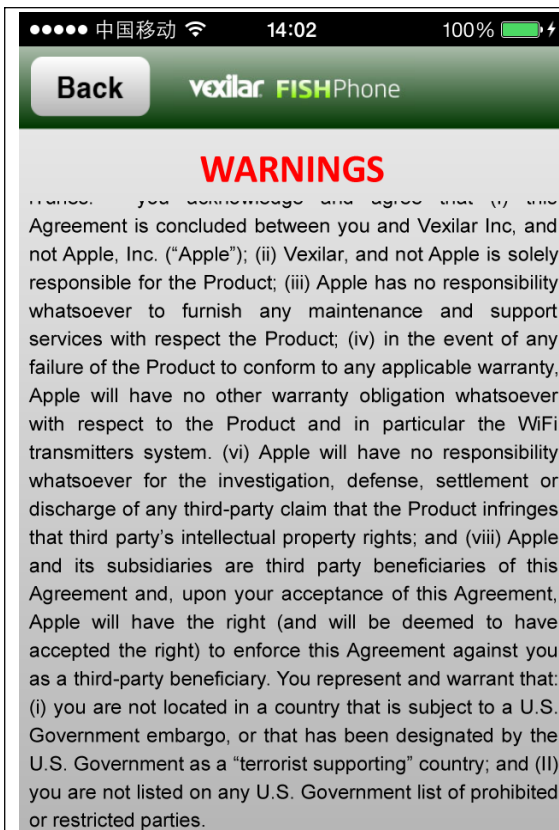 ●●●●● 中国移动 14:02 100%
Back vexilar FISHPhone
WARNINGS
iTunes. you acknowledge and agree that (i) this
Agreement is concluded between you and Vexilar Inc, and
not Apple, Inc. (“Apple”); (ii) Vexilar, and not Apple is solely
responsible for the Product; (iii) Apple has no responsibility
whatsoever to furnish any maintenance and support
services with respect the Product; (iv) in the event of any
failure of the Product to conform to any applicable warranty,
Apple will have no other warranty obligation whatsoever
with respect to the Product and in particular the WiFi
transmitters system. (vi) Apple will have no responsibility
whatsoever for the investigation, defense, settlement or
discharge of any third-party claim that the Product infringes
that third party’s intellectual property rights; and (viii) Apple
and its subsidiaries are third party beneficiaries of this
Agreement and, upon your acceptance of this Agreement,
Apple will have the right (and will be deemed to have
accepted the right) to enforce this Agreement against you
as a third-party beneficiary. You represent and warrant that:
(i) you are not located in a country that is subject to a U.S.
Government embargo, or that has been designated by the
U.S. Government as a “terrorist supporting” country; and (II)
you are not listed on any U.S. Government list of prohibited
or restricted parties.